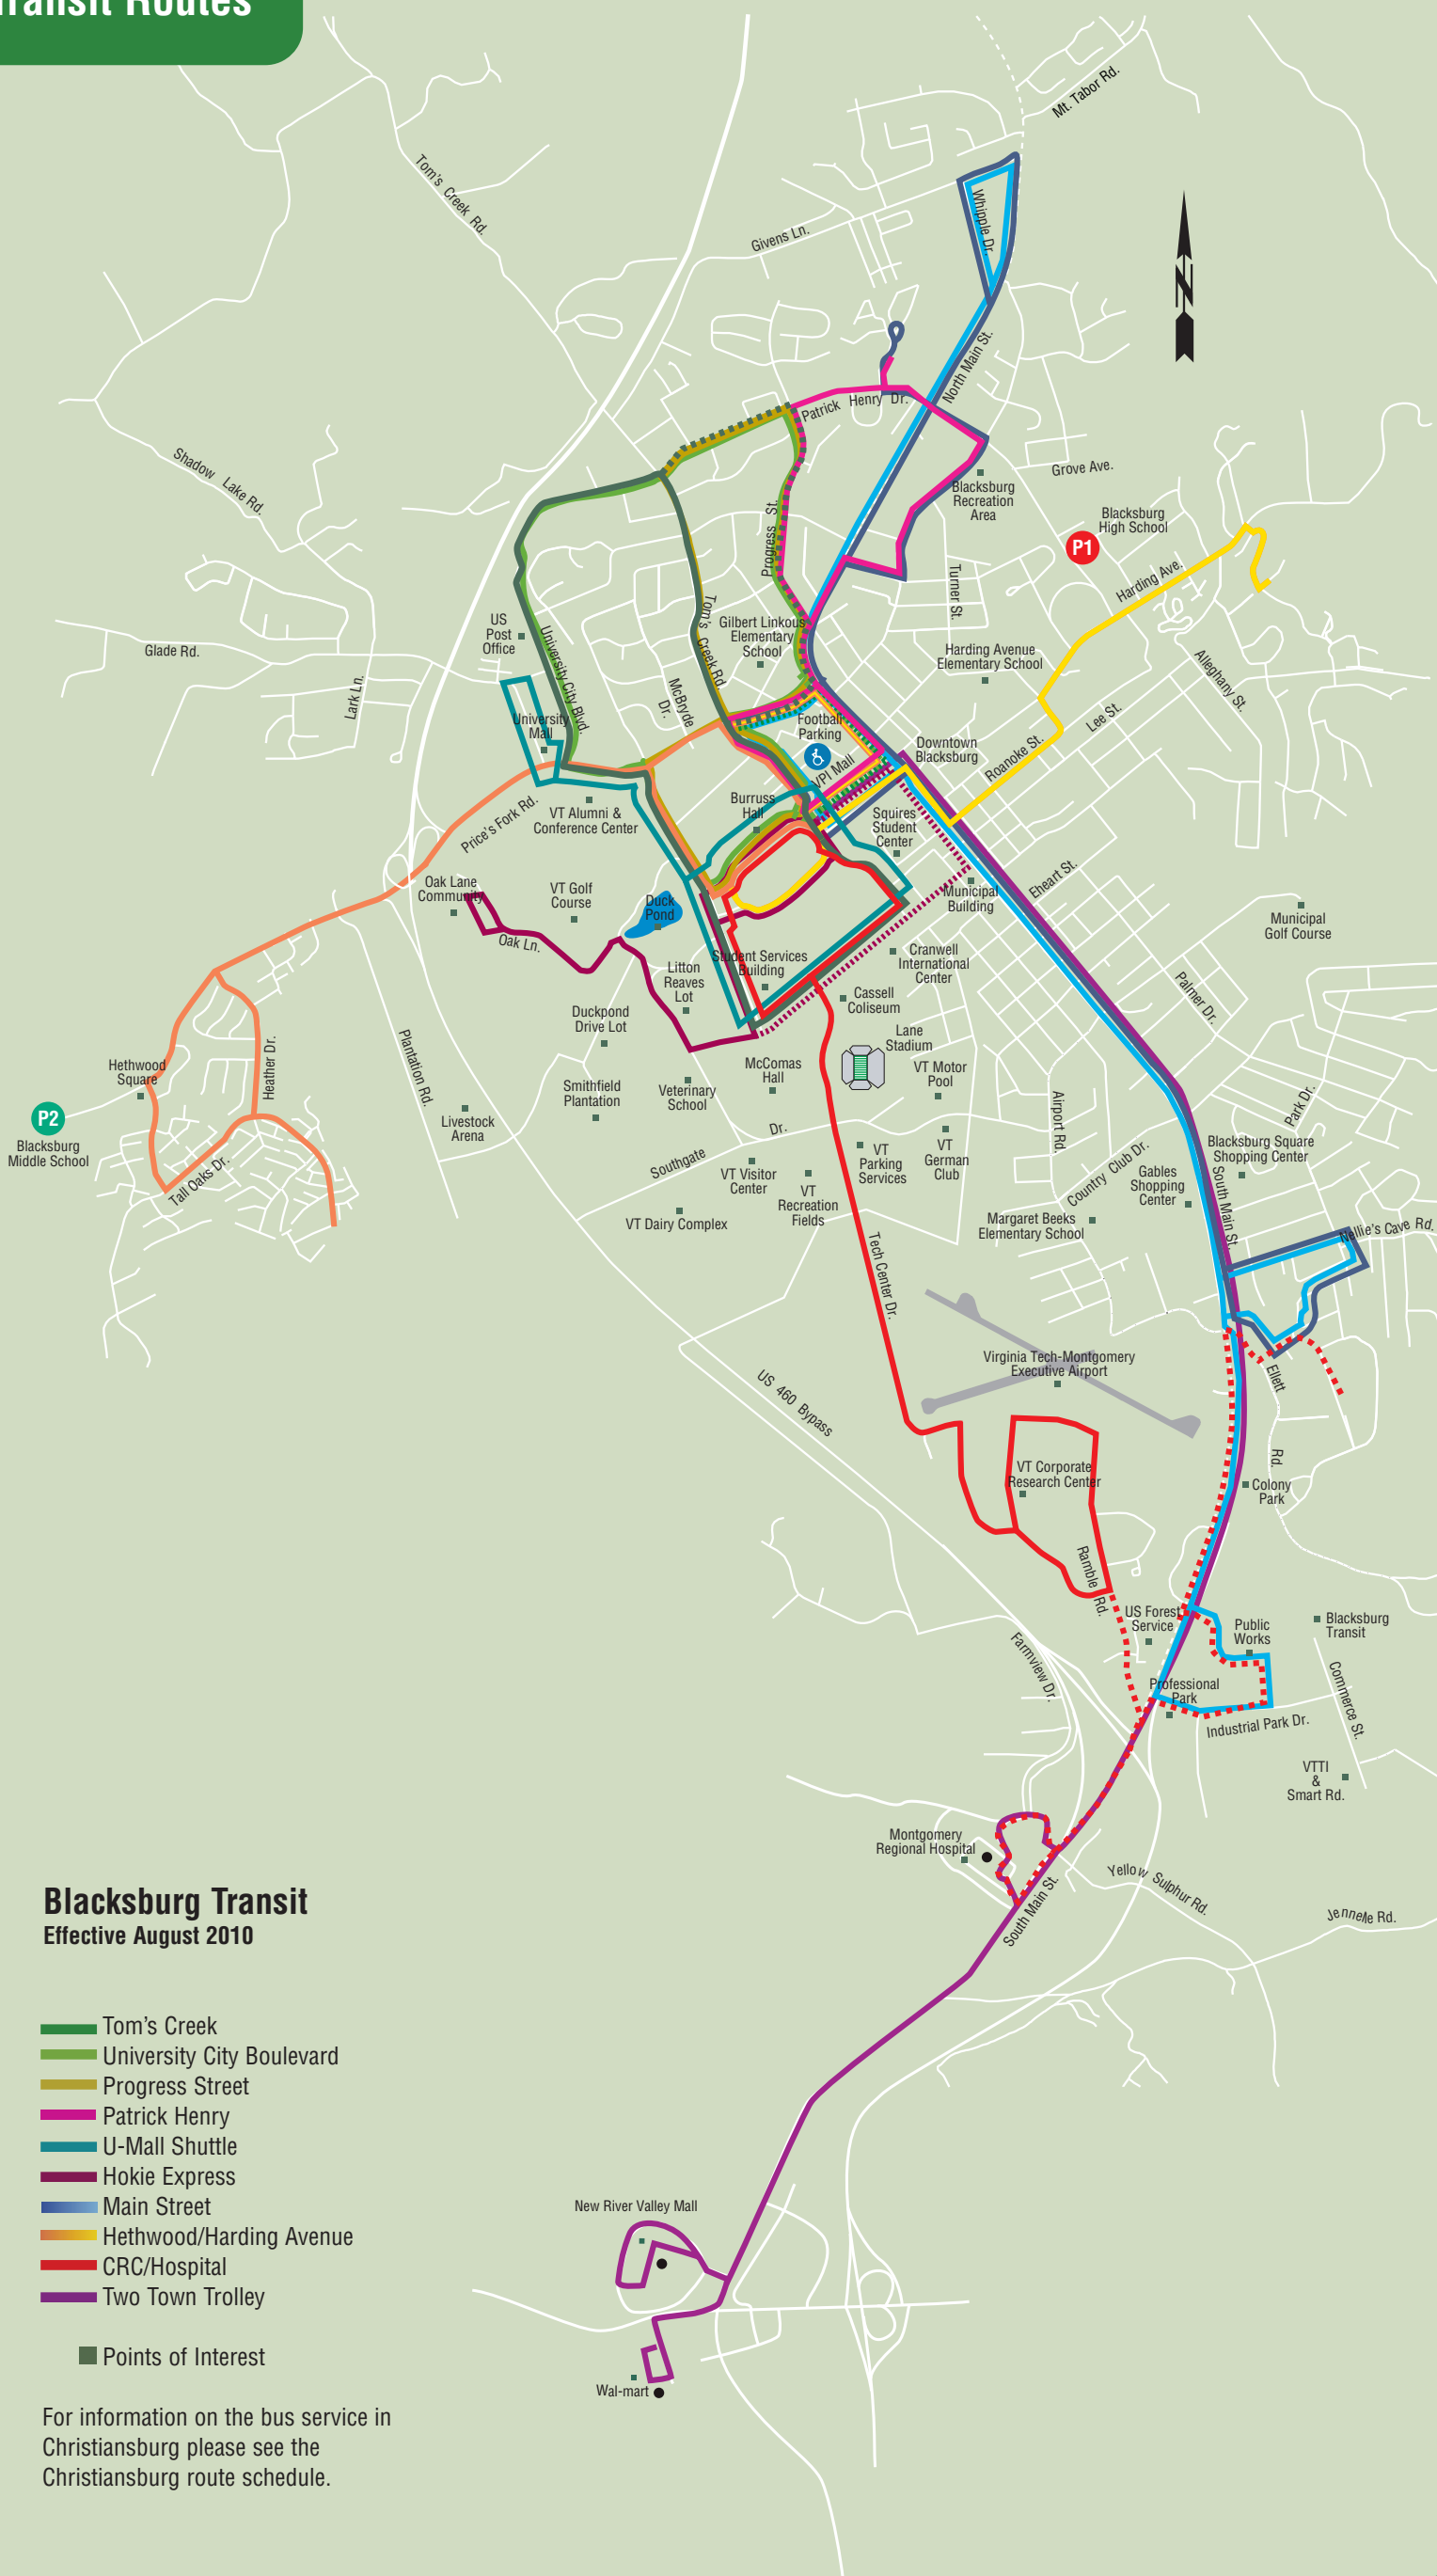 Transit Routes
Mt. Tabor Rd.
Tom's Creek Rd.
Whipple Dr.
Givens Ln.
North Main St.
Patrick Henry Dr.
Shadow Lake Rd.
Grove Ave.
Blacksburg
Recreation
Area
Blacksburg
High School
P1
Progress St.
Harding Ave.
Turner St.
Tom's Creek Rd.
US
Post
Office
University City Blvd.
Gilbert Linkous
Elementary
School
Harding Avenue
Elementary School
Glade Rd.
Lark Ln.
McBryde
Dr.
Alleghany St.
Lee St.
University
Mall
Football
Parking
Downtown
Blacksburg
Roanoke St.
VPI Mall
Price's Fork Rd.
VT Alumni &
Conference Center
Burruss
Hall
Squires
Student
Center
Oak Lane
Community
VT Golf
Course
Duck
Pond
Municipal
Building
Eheart St.
Municipal
Golf Course
Oak Ln.
Student Services
Building
Cranwell
International
Center
Litton
Reaves
Lot
Cassell
Coliseum
Palmer Dr.
Duckpond
Drive Lot
Lane
Stadium
Plantation Rd.
Heather Dr.
Hethwood
Square
McComas
Hall
VT Motor
Pool
Smithfield
Plantation
Veterinary
School
Airport Rd.
Park Dr.
P2
Blacksburg
Middle School
Livestock
Arena
Southgate Dr.
VT
Parking
Services
VT
German
Club
Country Club Dr.
Blacksburg Square
Shopping Center
Tall Oaks Dr.
VT Visitor
Center
VT
Recreation
Fields
Gables
Shopping
Center
South Main St.
VT Dairy Complex
Margaret Beeks
Elementary School
Nellie's Cave Rd.
Tech Center Dr.
Virginia Tech-Montgomery
Executive Airport
US 460 Bypass
Ellett Rd.
VT Corporate
Research Center
Colony
Park
Ramble Rd.
US Forest
Service
Public
Works
Blacksburg
Transit
Farmview Dr.
Professional
Park
Commerce St.
Industrial Park Dr.
VTTI
&
Smart Rd.
Montgomery
Regional Hospital
Yellow Sulphur Rd.
South Main St.
Jennelle Rd.
Blacksburg Transit
Effective August 2010
Tom's Creek
University City Boulevard
Progress Street
Patrick Henry
U-Mall Shuttle
Hokie Express
Main Street
Hethwood/Harding Avenue
CRC/Hospital
Two Town Trolley
Points of Interest
New River Valley Mall
Wal-mart
For information on the bus service in
Christiansburg please see the
Christiansburg route schedule.
N